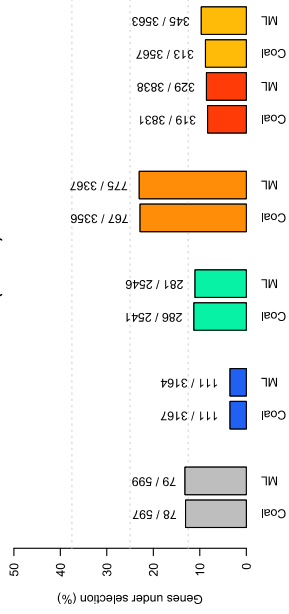 345 / 3563
ML
313 / 3567
Coal
329 / 3838
ML
319 / 3831
Coal
775 / 3367
ML
767 / 3356
Coal
281 / 2546
ML
286 / 2541
Coal
111 / 3164
ML
111 / 3167
Coal
79 / 599
ML
78 / 597
Coal
50
40
30
20
10
0
Genes under selection (%)